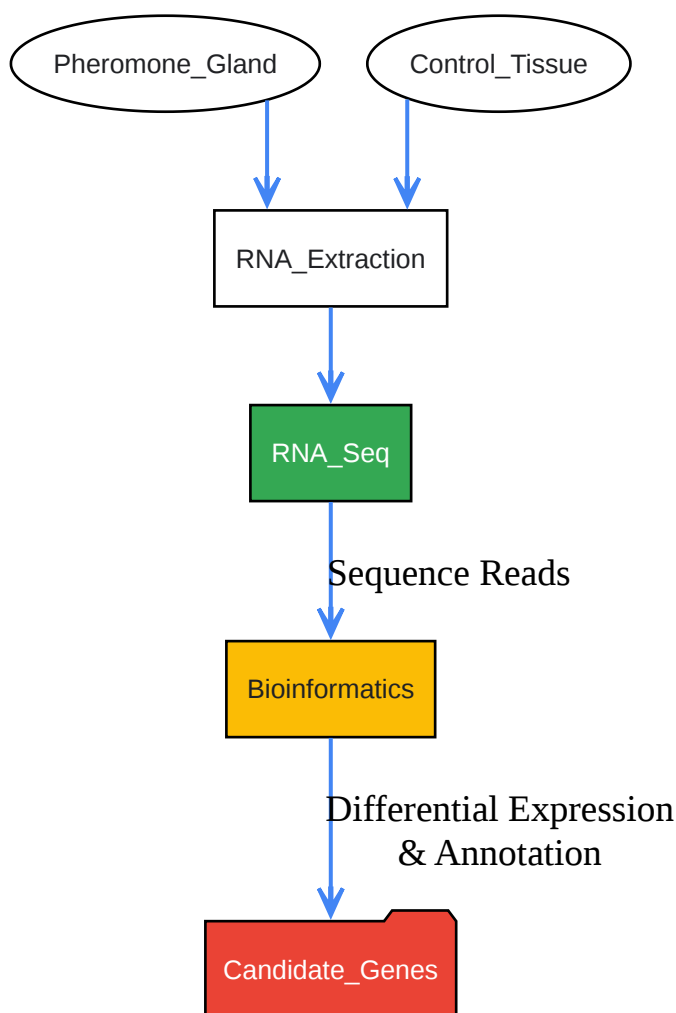 Pheromone_Gland
Control_Tissue
RNA_Extraction
RNA_Seq
Sequence Reads
Bioinformatics
Differential Expression
& Annotation
Candidate_Genes